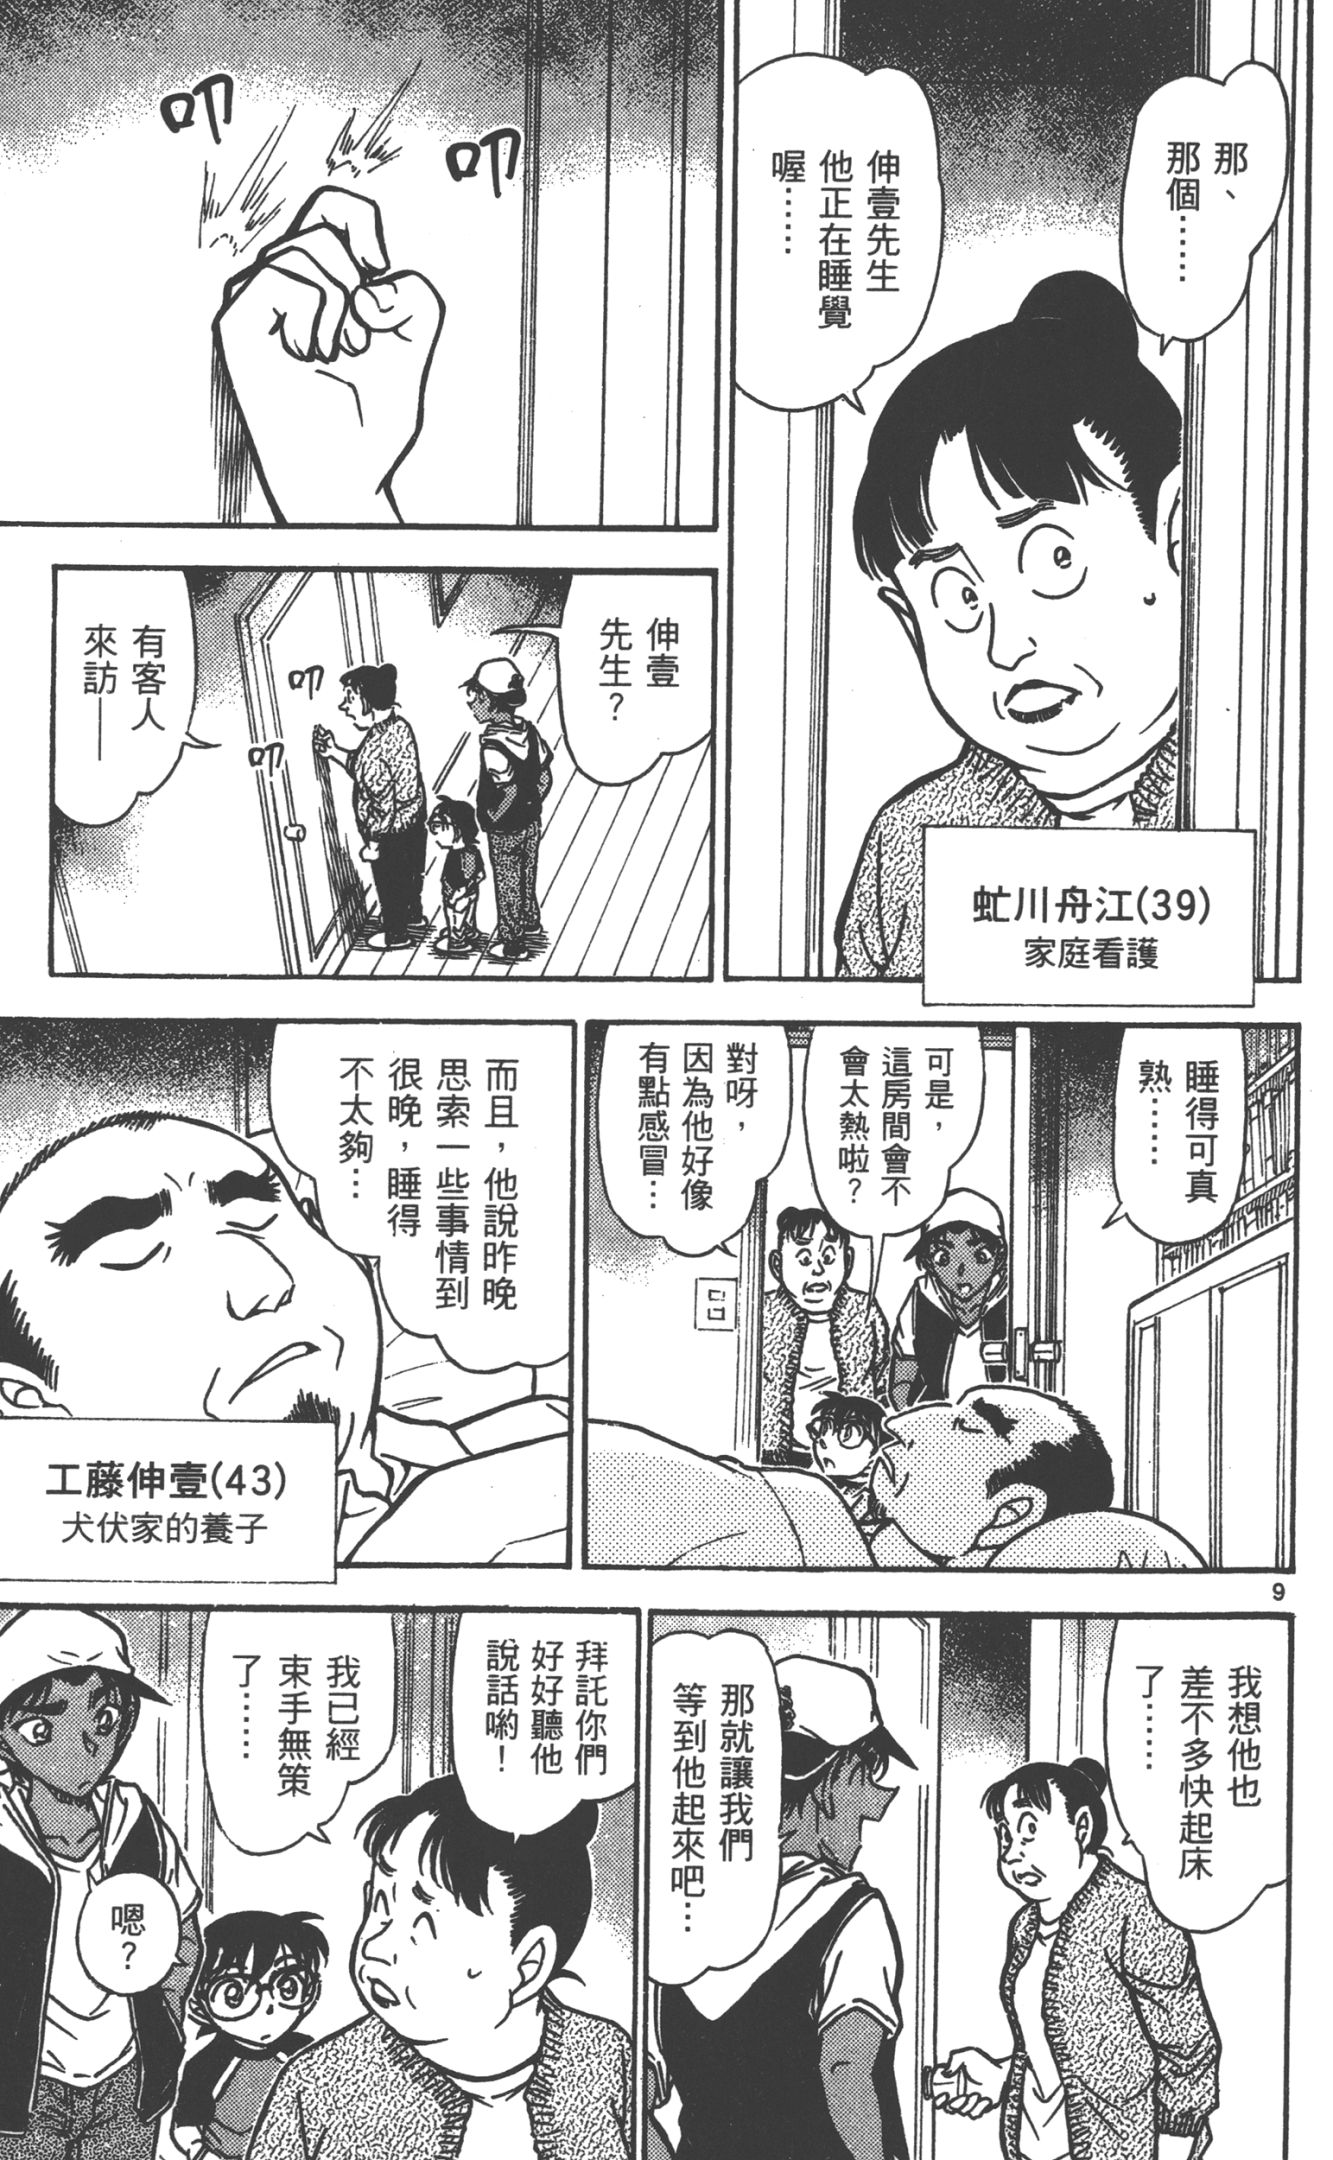 那、
那個……
伸壹先生
他正在睡覺
喔……
虻川舟江(39)
家庭看護
叩
叩
伸壹
先生？
叩
叩
有客人
來訪——
睡得可真
熟……
可是，
這房間會不
會太熱啦？
對呀，
因為他好像
有點感冒…
而且，他說昨晚
思索一些事情到
很晚，睡得
不太夠…
工藤伸壹(43)
犬伏家的養子
9
我想他也
差不多快起床
了……
那就讓我們
等到他起來吧…
拜託你們
好好聽他
說話喲！
我已經
束手無策
了……
嗯？